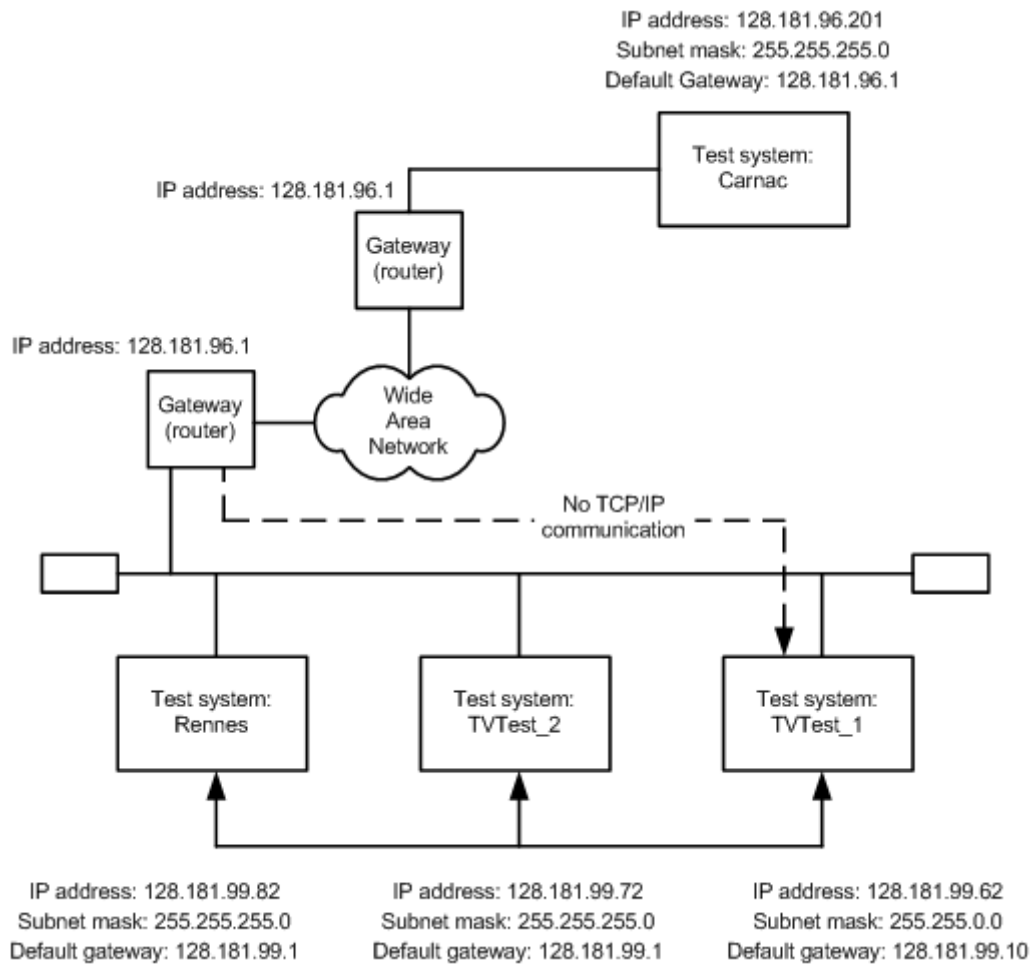 IP address: 128.181.96.201
Subnet mask: 255.255.255.0
Default Gateway: 128.181.96.1
Test system:
Carnac
IP address: 128.181.96.1
Gateway
(router)
IP address: 128.181.96.1
Gateway
(router)
Wide
Area
Network
No TCP/IP
communication
Test system:
Rennes
Test system:
TVTest_2
Test system:
TVTest_1
IP address: 128.181.99.82
Subnet mask: 255.255.255.0
Default gateway: 128.181.99.1
IP address: 128.181.99.72
Subnet mask: 255.255.255.0
Default gateway: 128.181.99.1
IP address: 128.181.99.62
Subnet mask: 255.255.0.0
Default gateway: 128.181.99.10